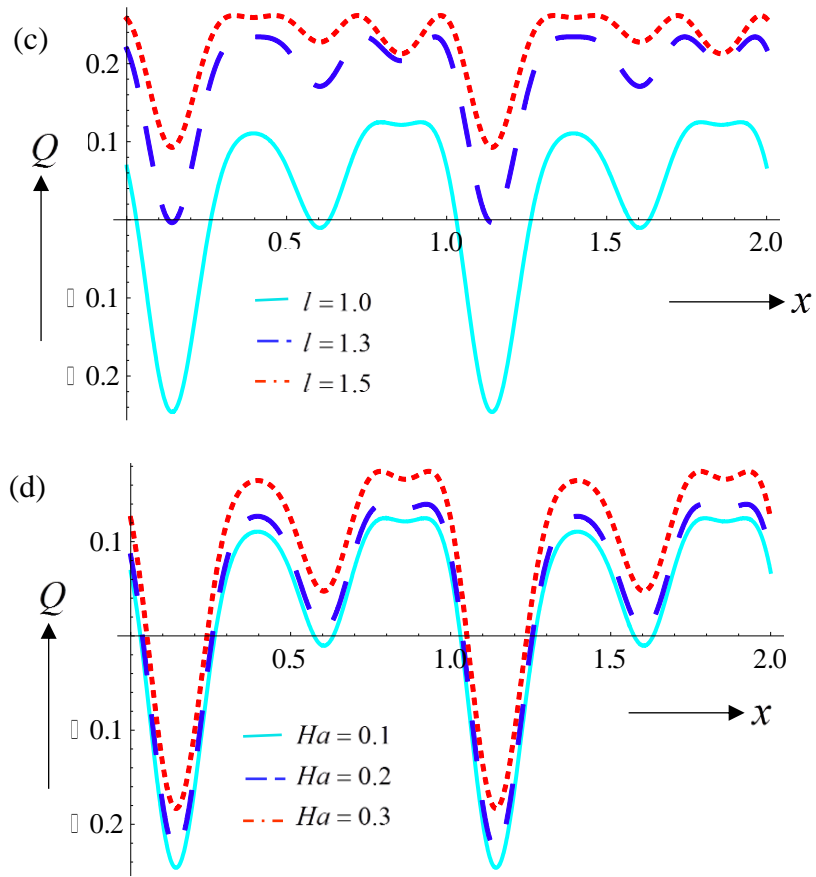 (c)
0.2
0.1
Q
0.5 1.0 1.5 2.0
▯ 0.1
l = 1.0
x
l = 1.3
▯ 0.2
l = 1.5
(d)
0.1
Q
0.5 1.0 1.5 2.0
x
▯ 0.1
Ha = 0.1
Ha = 0.2
▯ 0.2
Ha = 0.3